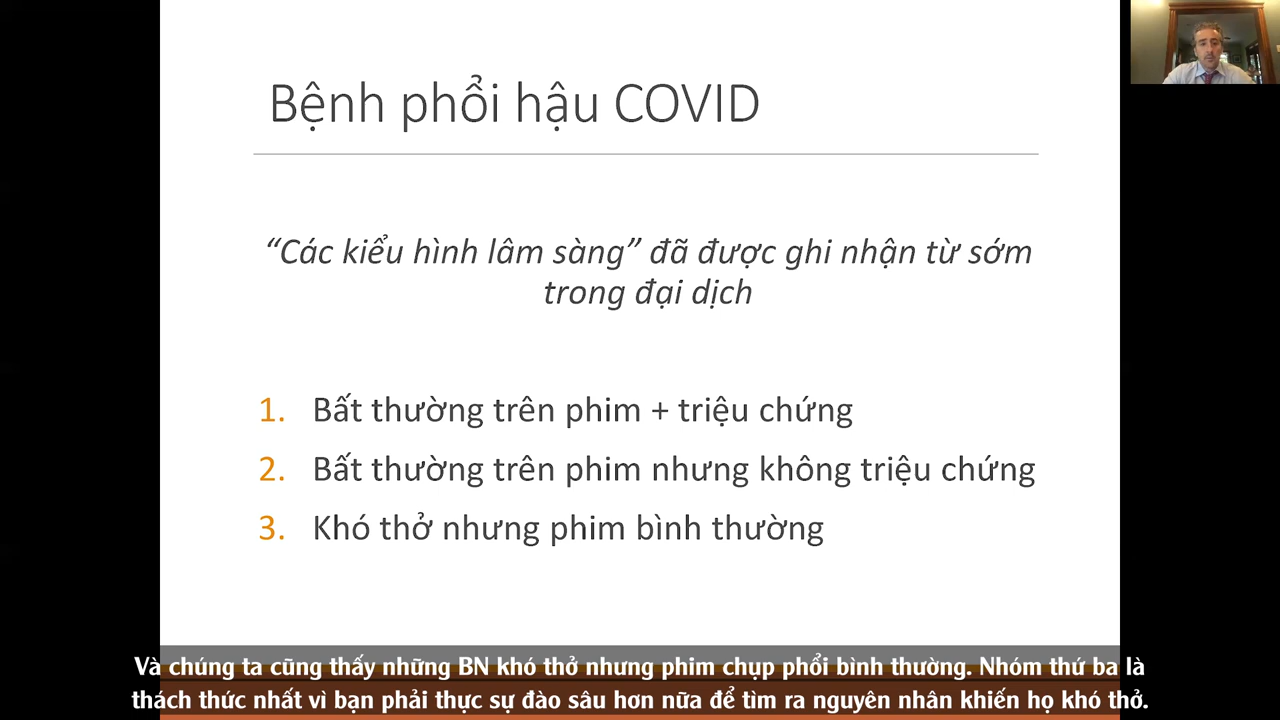 Bệnh phổi hậu COVID
“Các kiểu hình lâm sàng” đã được ghi nhận từ sớm
trong đại dịch
1. Bất thường trên phim + triệu chứng
2. Bất thường trên phim nhưng không triệu chứng
3. Khó thở nhưng phim bình thường
Và chúng ta cũng thấy những BN khó thở nhưng phim chụp phổi bình thường. Nhóm thứ ba là
thách thức nhất vì bạn phải thực sự đào sâu hơn nữa để tìm ra nguyên nhân khiến họ khó thở.